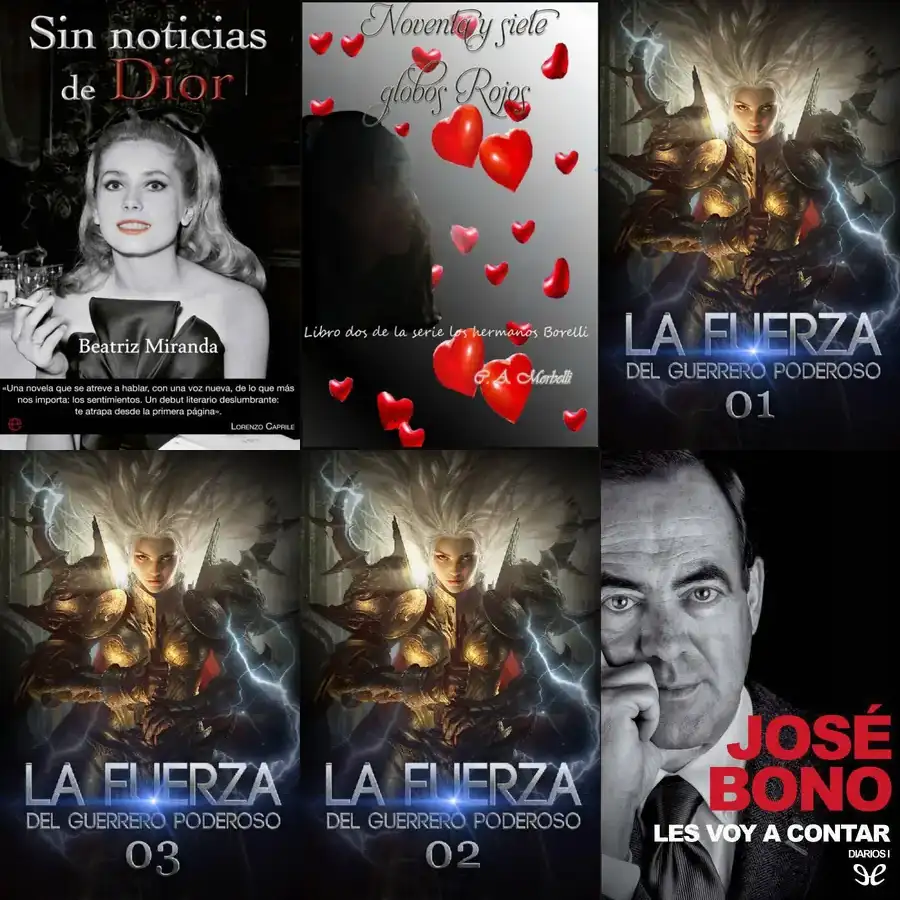 Sin noticias
de Dior
Beatriz Miranda
«Una novela que se atreve a hablar, con una voz nueva, de lo que más
nos importa: los sentimientos. Un debut literario deslumbrante:
te atrapa desde la primera página».
LORENZO CAPRILE
Noventa y siete
globos Rojos
Libro dos de la serie los hermanos Borelli
C. A. Morbelli
LA FUERZA
DEL GUERRERO PODEROSO
01
LA FUERZA
DEL GUERRERO PODEROSO
03
LA FUERZA
DEL GUERRERO PODEROSO
02
JOSÉ
BONO
LES VOY A CONTAR
DIARIOS I